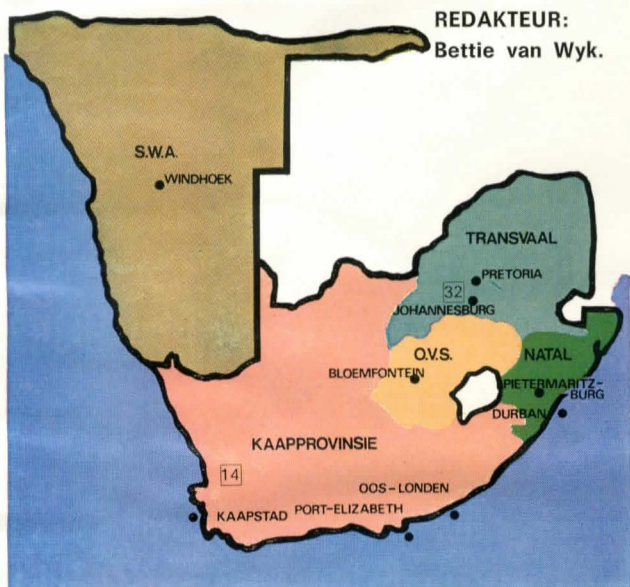 REDAKTEUR:
Bettie van Wyk.
S.W.A.
WINDHOEK
TRANSVAAL
PRETORIA
32
JOHANNESBURG
O.V.S.
NATAL
BLOEMFONTEIN
PIETERMARITZ-
BURG
DURBAN
KAAPPROVINSIE
14
OOS-LONDEN
KAAPSTAD
PORT-ELIZABETH